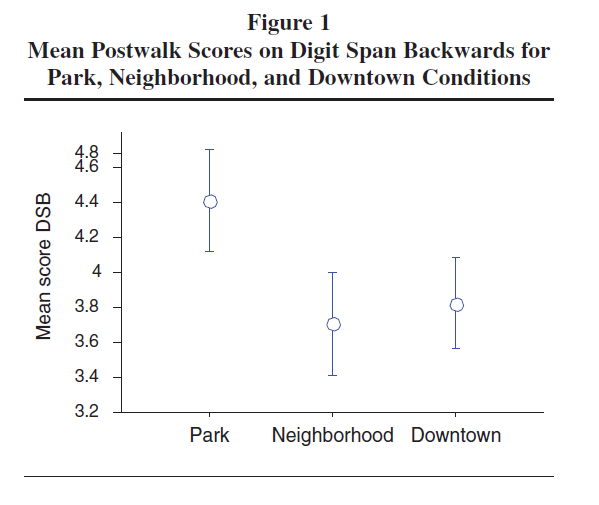 Figure 1
Mean Postwalk Scores on Digit Span Backwards for
Park, Neighborhood, and Downtown Conditions
4.8
4.6
4.4
4.2
4
3.8
3.6
3.4
3.2
Mean score DSB
Park Neighborhood Downtown